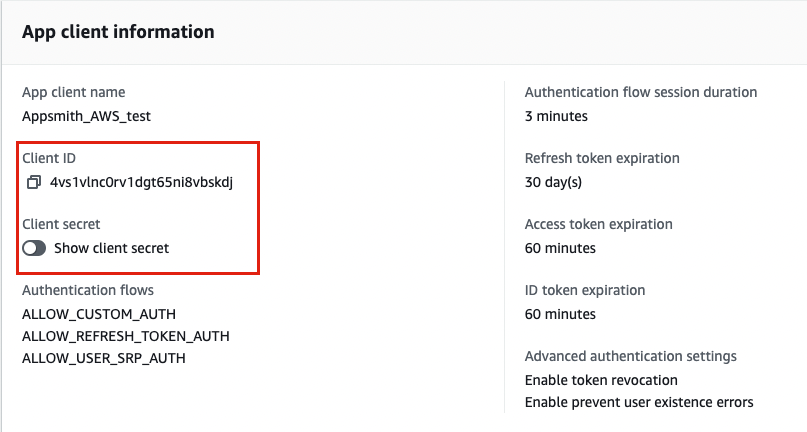 App client information
App client name
Appsmith_AWS_test
Client ID
4vs1vlnc0rv1dgt65ni8vbskdj
Client secret
Show client secret
Authentication flows
ALLOW_CUSTOM_AUTH
ALLOW_REFRESH_TOKEN_AUTH
ALLOW_USER_SRP_AUTH
Authentication flow session duration
3 minutes
Refresh token expiration
30 day(s)
Access token expiration
60 minutes
ID token expiration
60 minutes
Advanced authentication settings
Enable token revocation
Enable prevent user existence errors